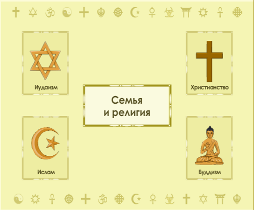 Иудаизм
Христианство
Семья
и религия
Ислам
Буддизм